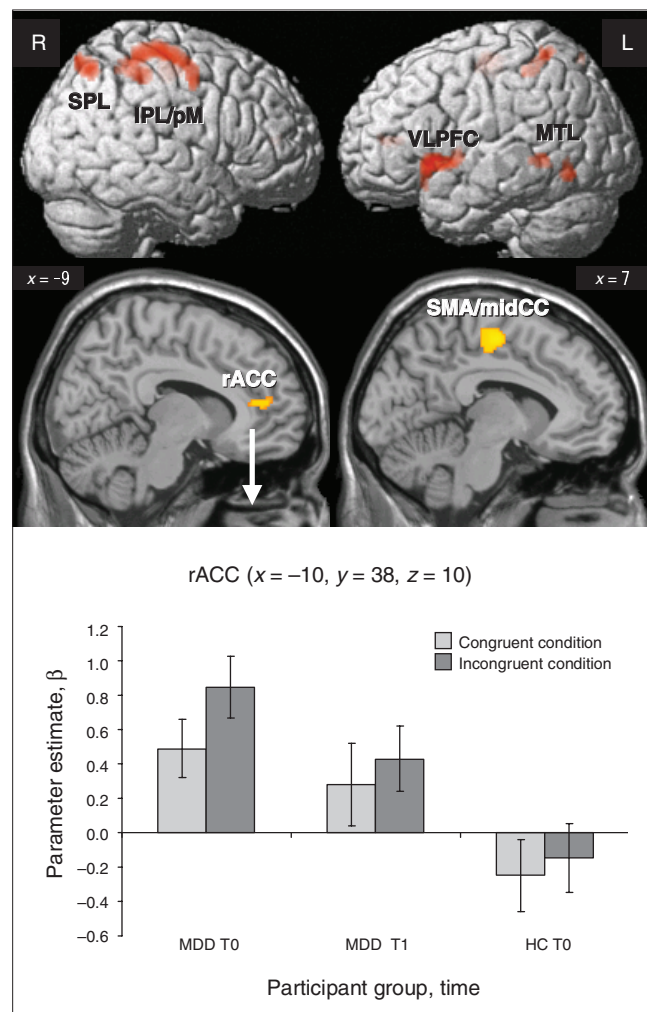 R
L
SPL
IPL/pM
VLPFC
MTL
x = -9
x = 7
rACC
SMA/midCC
rACC (x = –10, y = 38, z = 10)
Congruent condition
Incongruent condition
Parameter estimate, β
1.2
1.0
0.8
0.6
0.4
0.2
0.0
–0.2
–0.4
–0.6
MDD T0
MDD T1
HC T0
Participant group, time